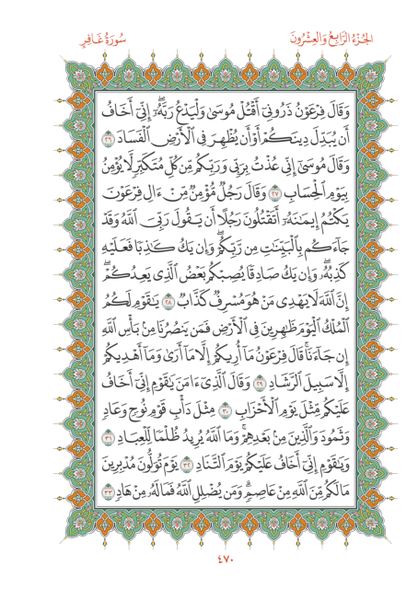 الجُزْءُ الرَّابِعُ وَالعِشْرُونَ
سُورَةُ غَافِرٍ
وَقَالَ فِرْعَوْنُ ذَرُونِىٓ أَقْتُلْ مُوسَىٰ وَلْيَدْعُ رَبَّهُۥٓ إِنِّىٓ أَخَافُ
أَن يُبَدِّلَ دِينَكُمْ أَوْ أَن يُظْهِرَ فِى ٱلْأَرْضِ ٱلْفَسَادَ ٢٦
وَقَالَ مُوسَىٰٓ إِنِّى عُذْتُ بِرَبِّى وَرَبِّكُم مِّن كُلِّ مُتَكَبِّرٍ لَّا يُؤْمِنُ
بِيَوْمِ ٱلْحِسَابِ ٢٧ وَقَالَ رَجُلٌ مُّؤْمِنٌ مِّنْ ءَالِ فِرْعَوْنَ
يَكْتُمُ إِيمَٰنَهُۥٓ أَتَقْتُلُونَ رَجُلًا أَن يَقُولَ رَبِّىَ ٱللَّهُ وَقَدْ
جَآءَكُم بِٱلْبَيِّنَٰتِ مِن رَّبِّكُمْ ۖ وَإِن يَكُ كَٰذِبًا فَعَلَيْهِ
كَذِبُهُۥ ۖ وَإِن يَكُ صَادِقًا يُصِبْكُم بَعْضُ ٱلَّذِى يَعِدُكُمْ ۖ
إِنَّ ٱللَّهَ لَا يَهْدِى مَنْ هُوَ مُسْرِفٌ كَذَّابٌ ٢٨ يَٰقَوْمِ لَكُمُ
ٱلْمُلْكُ ٱلْيَوْمَ ظَٰهِرِينَ فِى ٱلْأَرْضِ فَمَن يَنصُرُنَا مِنۢ بَأْسِ ٱللَّهِ
إِن جَآءَنَا ۚ قَالَ فِرْعَوْنُ مَآ أُرِيكُمْ إِلَّا مَآ أَرَىٰ وَمَآ أَهْدِيكُمْ
إِلَّا سَبِيلَ ٱلرَّشَادِ ٢٩ وَقَالَ ٱلَّذِىٓ ءَامَنَ يَٰقَوْمِ إِنِّىٓ أَخَافُ
عَلَيْكُم مِّثْلَ يَوْمِ ٱلْأَحْزَابِ ٣٠ مِثْلَ دَأْبِ قَوْمِ نُوحٍ وَعَادٍ
وَثَمُودَ وَٱلَّذِينَ مِنۢ بَعْدِهِمْ ۚ وَمَا ٱللَّهُ يُرِيدُ ظُلْمًا لِّلْعِبَادِ ٣١
وَيَٰقَوْمِ إِنِّىٓ أَخَافُ عَلَيْكُمْ يَوْمَ ٱلتَّنَادِ ٣٢ يَوْمَ تُوَلُّونَ مُدْبِرِينَ
مَا لَكُم مِّنَ ٱللَّهِ مِنْ عَاصِمٍ ۗ وَمَن يُضْلِلِ ٱللَّهُ فَمَا لَهُۥ مِنْ هَادٍ ٣٣
٤٧٠